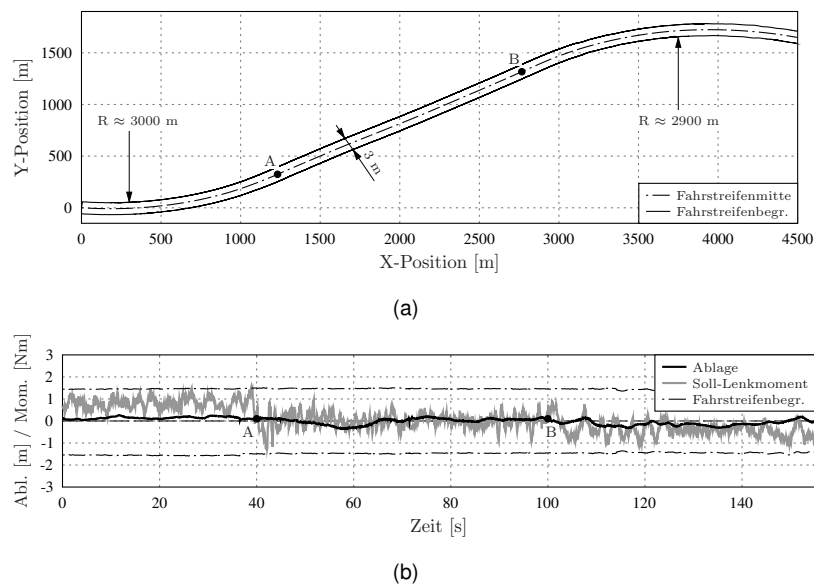 Y-Position [m]
1500
1000
500
0
R ≈ 3000 m
A
3 m
B
R ≈ 2900 m
Fahrstreifenmitte
Fahrstreifenbegr.
0 500 1000 1500 2000 2500 3000 3500 4000 4500
X-Position [m]
(a)
Abl. [m] / Mom. [Nm]
3
2
1
0
-1
-2
-3
A
B
Ablage
Soll-Lenkmoment
Fahrstreifenbegr.
0 20 40 60 80 100 120 140
Zeit [s]
(b)